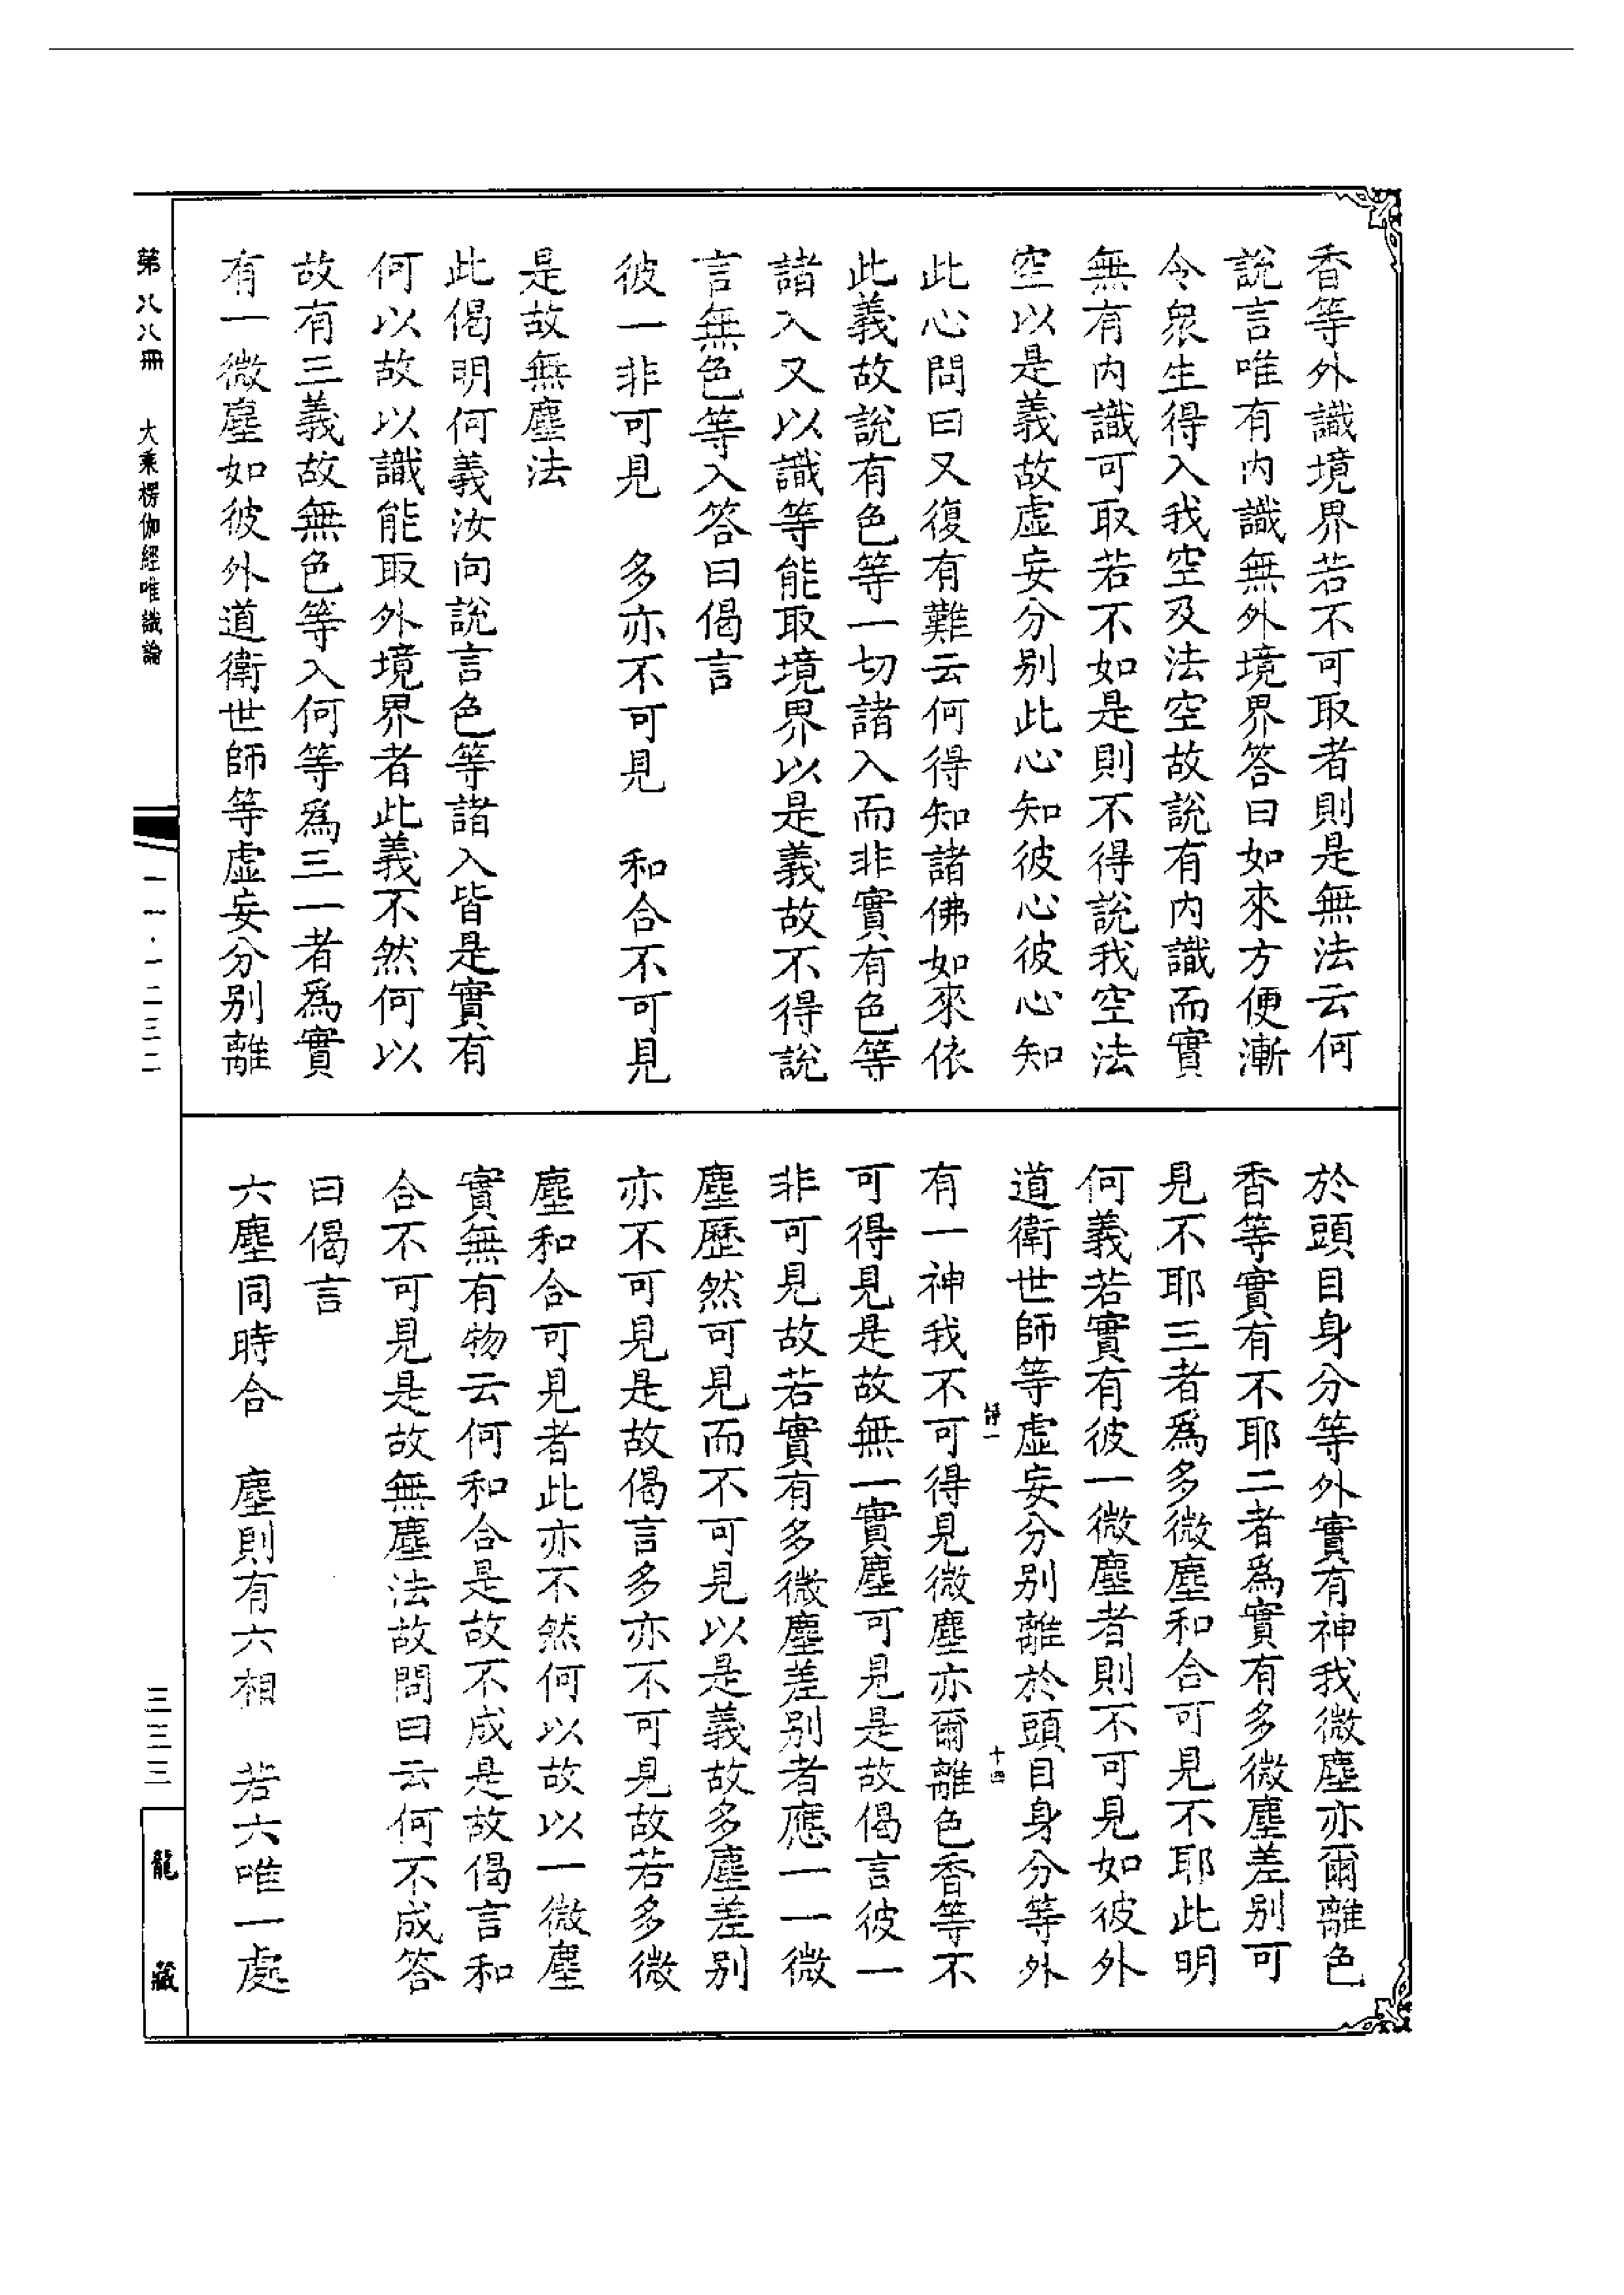 香等外識境界若不可取者則是無法云何
說言唯有內識無外境界答曰如來方便漸
令衆生得入我空及法空故說有內識而實
無有內識可取若不如是則不得說我空法
空以是義故虛妄分別此心知彼心彼心知
此心問曰又復有難云何得知諸佛如來依
此義故說有色等一切諸入而非實有色等
諸入又以識等能取境界以是義故不得說
言無色等入答曰偈言
彼一非可見　多亦不可見　和合不可見
是故無塵法
此偈明何義汝向說言色等諸入皆是實有
何以故以識能取外境界者此義不然何以
故有三義故無色等入何等爲三一者爲實
有一微塵如彼外道衛世師等虛妄分別離
於頭目身分等外實有神我微塵亦爾離色
香等實有不耶二者爲實有多微塵差別可
見不耶三者爲多微塵和合可見不耶此明
何義若實有彼一微塵者則不可見如彼外
道衛世師等虛妄分別離於頭目身分等外
十四
有一神我不可得見微塵亦爾離色香等不
可得見是故無一實塵可見是故偈言彼一
非可見故若實有多微塵差別者應一一微
塵歷然可見而不可見以是義故多塵差別
亦不可見是故偈言多亦不可見故若多微
塵和合可見者此亦不然何以故以一微塵
實無有物云何和合是故不成是故偈言和
合不可見是故無塵法故問曰云何不成答
曰偈言
六塵同時合　塵則有六相　若六唯一處
第八八冊　大乘楞伽經唯識論
一一·一二三二
三三三
龍藏